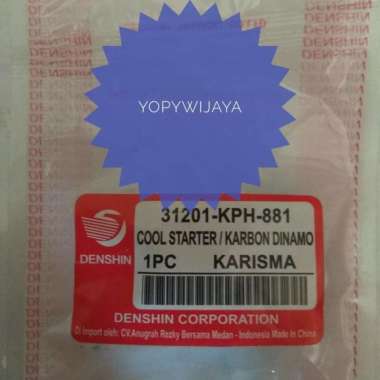 YOPYWIJAYA
DENSHIN
31201-KPH-881
COOL STARTER / KARBON DINAMO
1PC KARISMA
DENSHIN CORPORATION
Di Import oleh: CV.Anugrah Rezky Bersama Medan - Indonesia Made In China